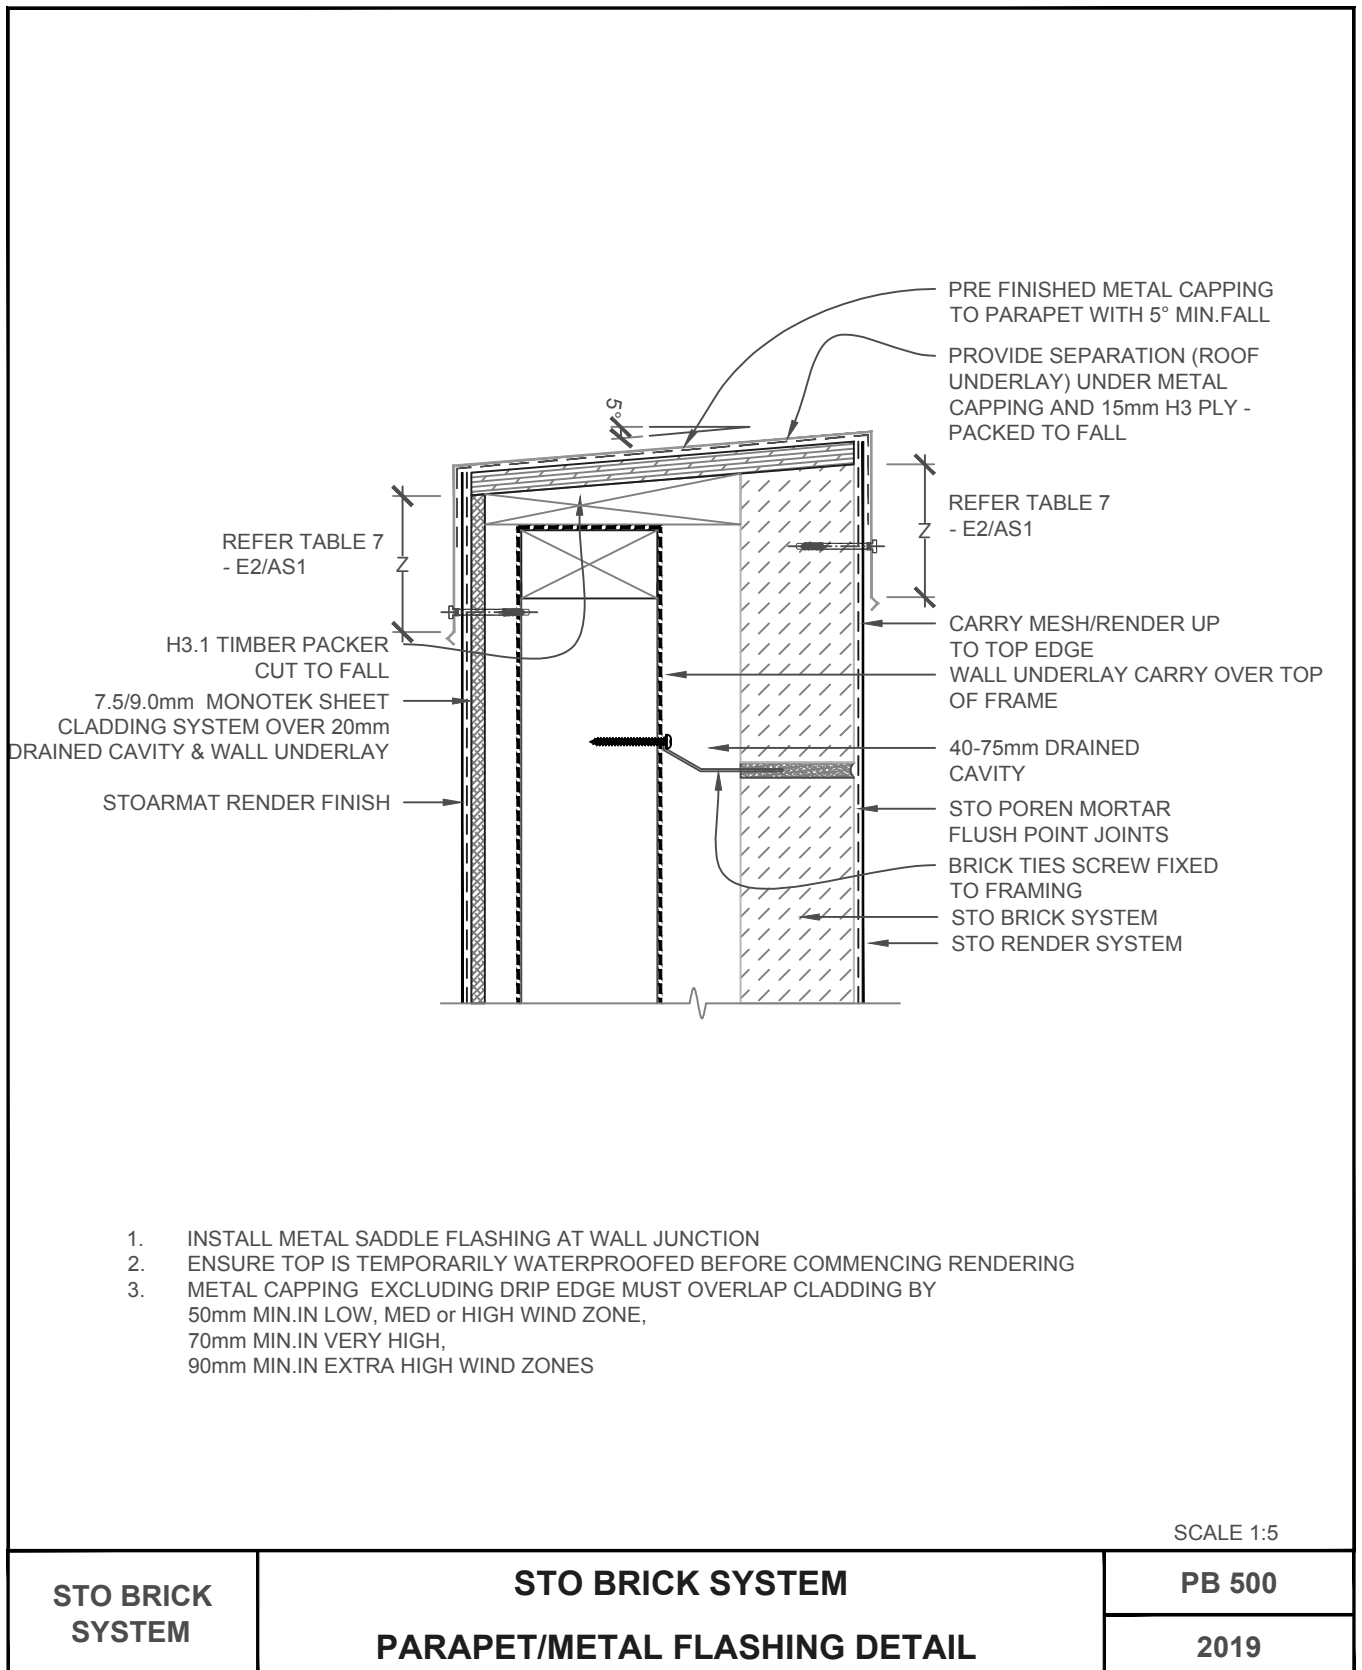 PRE FINISHED METAL CAPPING
TO PARAPET WITH 5° MIN.FALL
PROVIDE SEPARATION (ROOF
UNDERLAY) UNDER METAL
CAPPING AND 15mm H3 PLY -
PACKED TO FALL
5°
REFER TABLE 7
- E2/AS1
Z
REFER TABLE 7
- E2/AS1
Z
H3.1 TIMBER PACKER
CUT TO FALL
7.5/9.0mm MONOTEK SHEET
CLADDING SYSTEM OVER 20mm
DRAINED CAVITY & WALL UNDERLAY
STOARMAT RENDER FINISH
CARRY MESH/RENDER UP
TO TOP EDGE
WALL UNDERLAY CARRY OVER TOP
OF FRAME
40-75mm DRAINED
CAVITY
STO POREN MORTAR
FLUSH POINT JOINTS
BRICK TIES SCREW FIXED
TO FRAMING
STO BRICK SYSTEM
STO RENDER SYSTEM
1. INSTALL METAL SADDLE FLASHING AT WALL JUNCTION
2. ENSURE TOP IS TEMPORARILY WATERPROOFED BEFORE COMMENCING RENDERING
3. METAL CAPPING EXCLUDING DRIP EDGE MUST OVERLAP CLADDING BY
50mm MIN.IN LOW, MED or HIGH WIND ZONE,
70mm MIN.IN VERY HIGH,
90mm MIN.IN EXTRA HIGH WIND ZONES
SCALE 1:5
STO BRICK
SYSTEM
STO BRICK SYSTEM
PARAPET/METAL FLASHING DETAIL
PB 500
2019